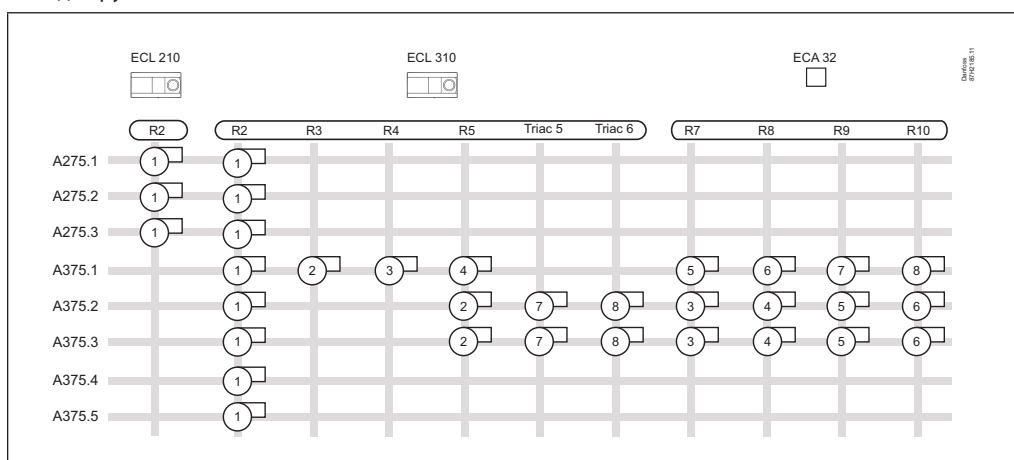 ECL 210 ECL 310 ECA 32
Danfoss
87H2185.11
R2 R2 R3 R4 R5 Triac 5 Triac 6 R7 R8 R9 R10
A275.1 1 1
A275.2 1 1
A275.3 1 1
A375.1 1 2 3 4 5 6 7 8
A375.2 1 2 7 8 3 4 5 6
A375.3 1 2 7 8 3 4 5 6
A375.4 1
A375.5 1